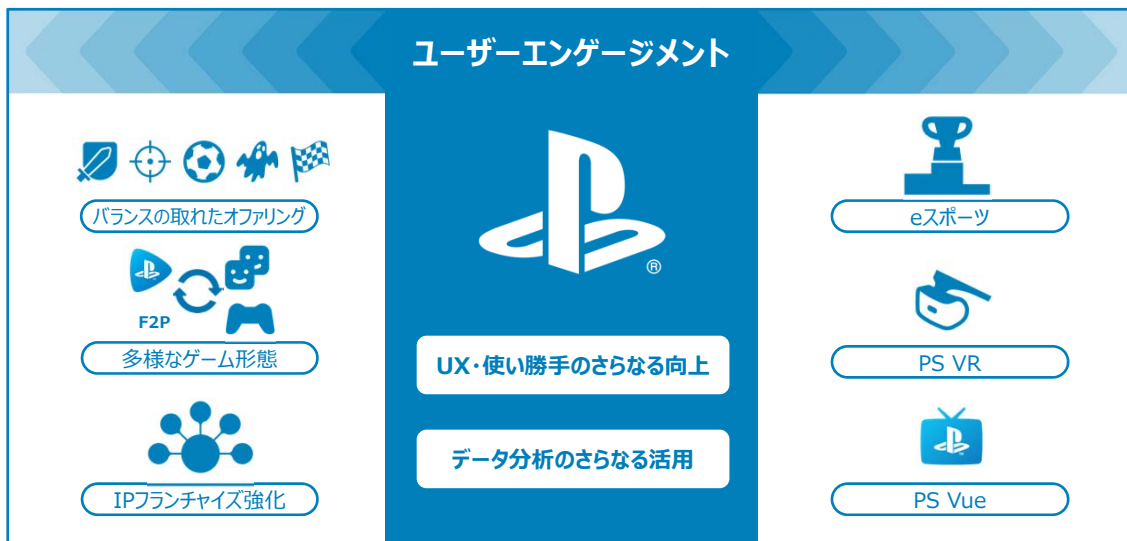 ユーザーエンゲージメント
バランスの取れたオファリング
F2P
多様なゲーム形態
IPフランチャイズ強化
®
UX・使い勝手のさらなる向上
データ分析のさらなる活用
eスポーツ
PS VR
PS Vue